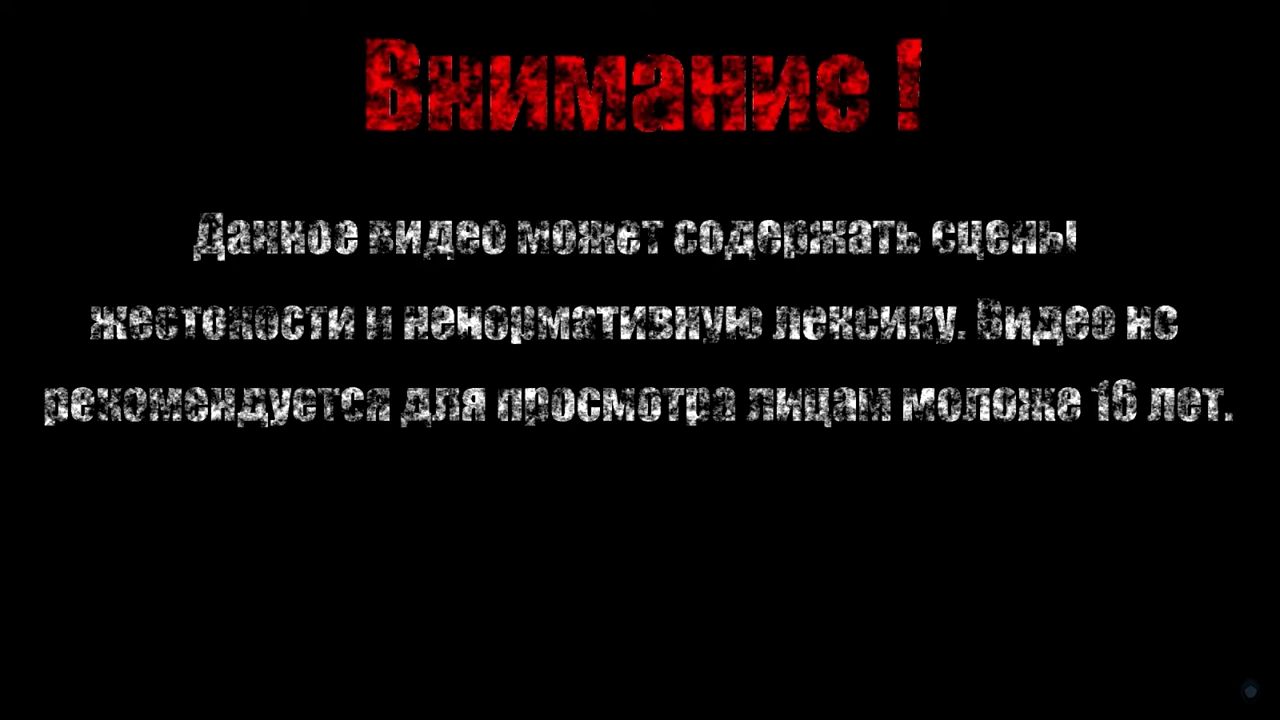 Внимание !
Данное видео может содержать сцены
жестокости и ненормативную лексику. Видео не
рекомендуется для просмотра лицам моложе 16 лет.